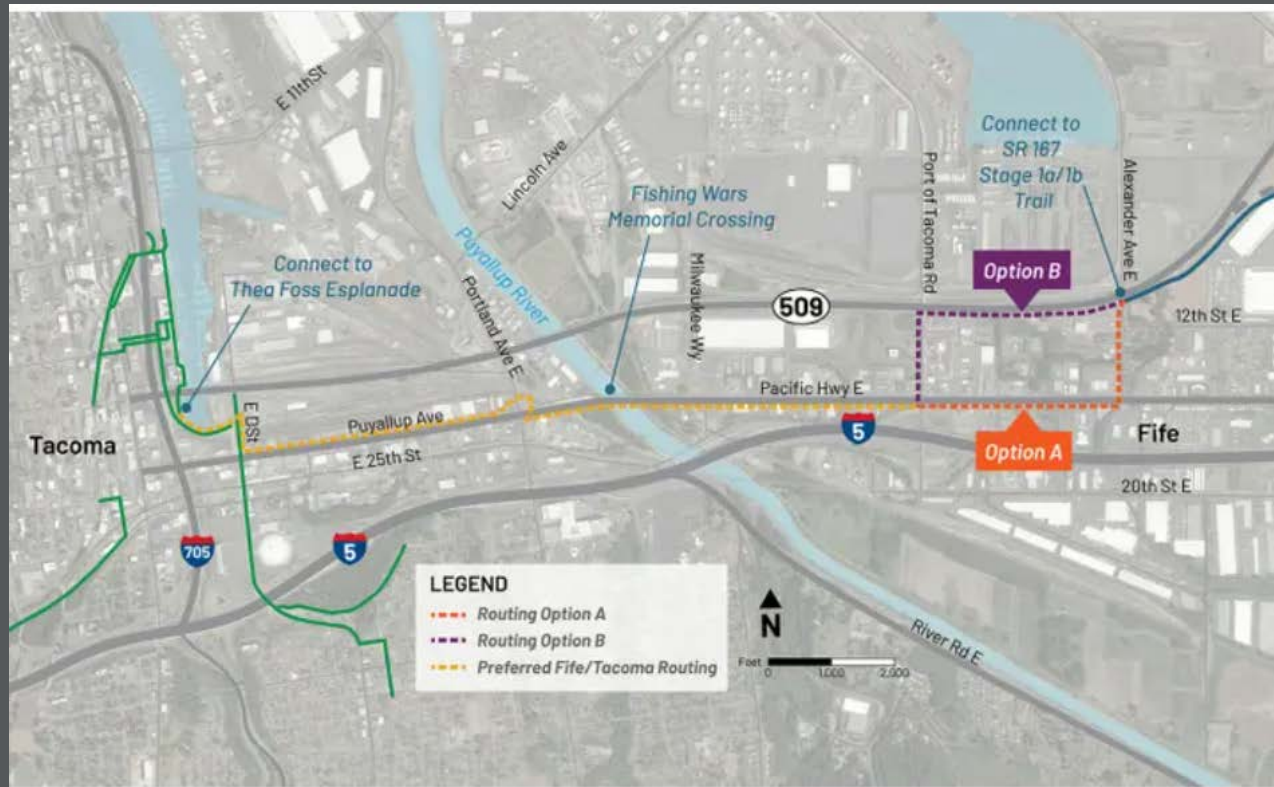 E 11thSt
Lincoln Ave
Puyallup River
Portland Ave E
Connect to
Thea Foss Esplanade
Fishing Wars
Memorial Crossing
Milwaukee Wy
Port of Tacoma Rd
Connect to
SR 167
Stage 1a/1b
Trail
Alexander Ave E
Option B
509
12th St E
Pacific Hwy E
5
Option A
Fife
20th St E
Tacoma
E DSt
Puyallup Ave
E 25th St
705
5
River Rd E
LEGEND
Routing Option A
Routing Option B
Preferred Fife/Tacoma Routing
N
Feet 0 1,000 2,000